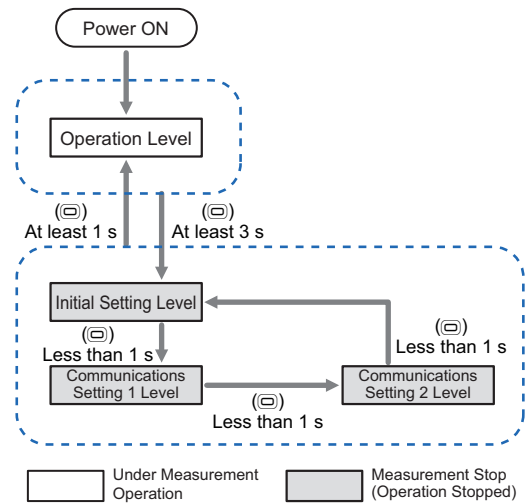 Power ON
Operation Level
( )
At least 1 s
( )
At least 3 s
Initial Setting Level
( )
Less than 1 s
( )
Less than 1 s
Communications
Setting 1 Level
Communications
Setting 2 Level
( )
Less than 1 s
Under Measurement
Operation
Measurement Stop
(Operation Stopped)